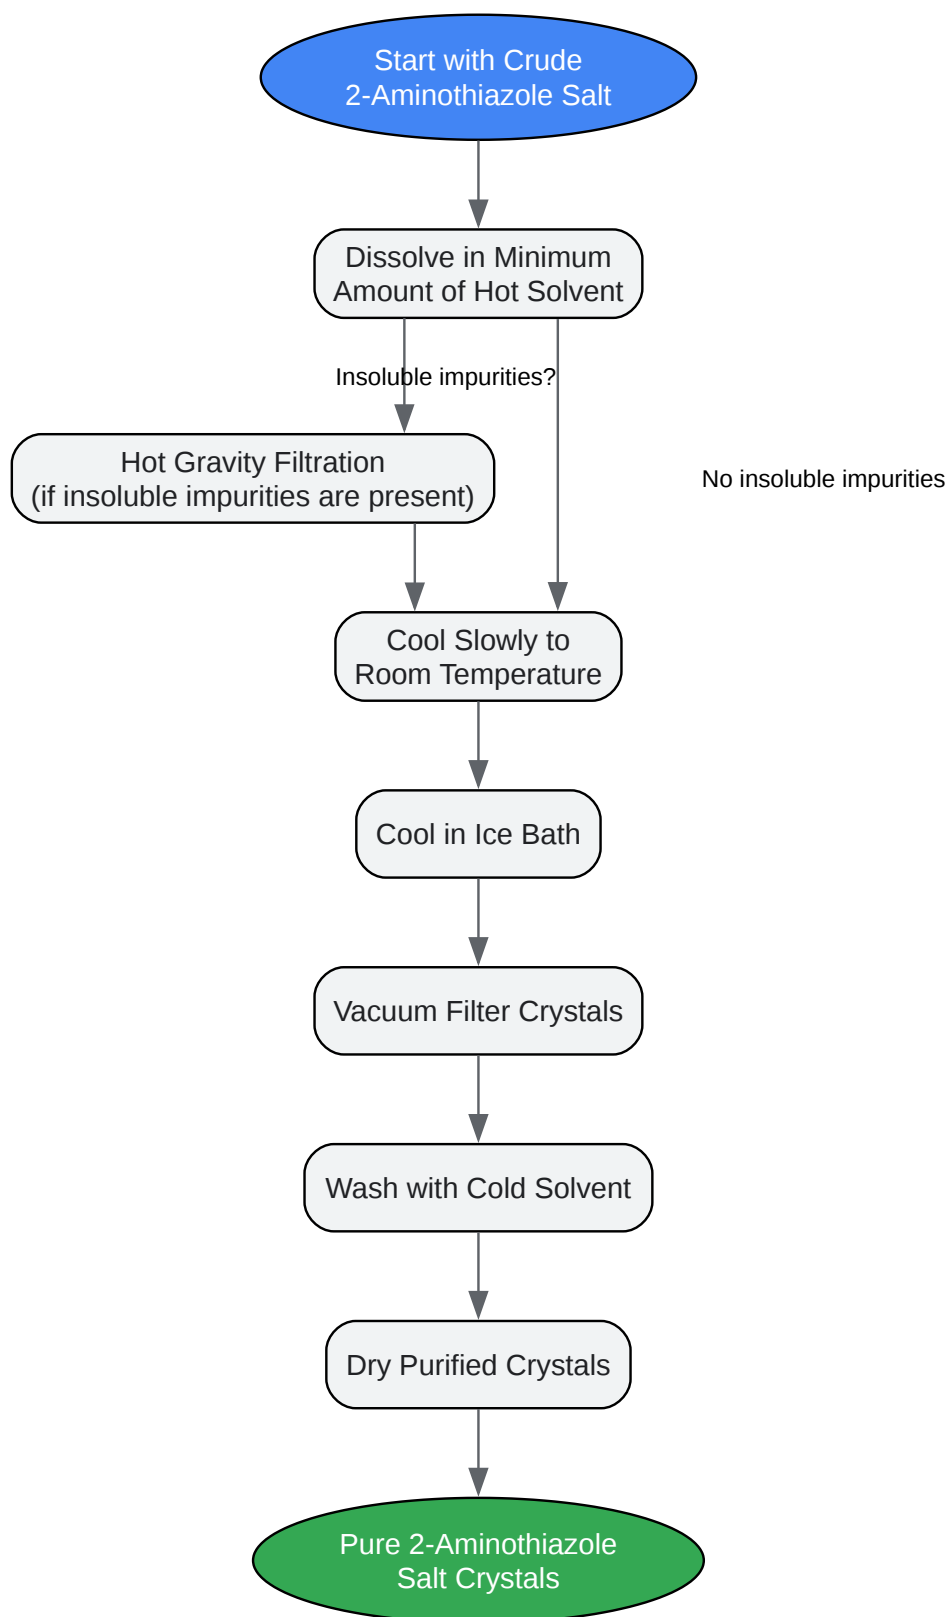 Start with Crude
2-Aminothiazole Salt
Dissolve in Minimum
Amount of Hot Solvent
Insoluble impurities?
Hot Gravity Filtration
(if insoluble impurities are present)
No insoluble impurities
Cool Slowly to
Room Temperature
Cool in Ice Bath
Vacuum Filter Crystals
Wash with Cold Solvent
Dry Purified Crystals
Pure 2-Aminothiazole
Salt Crystals